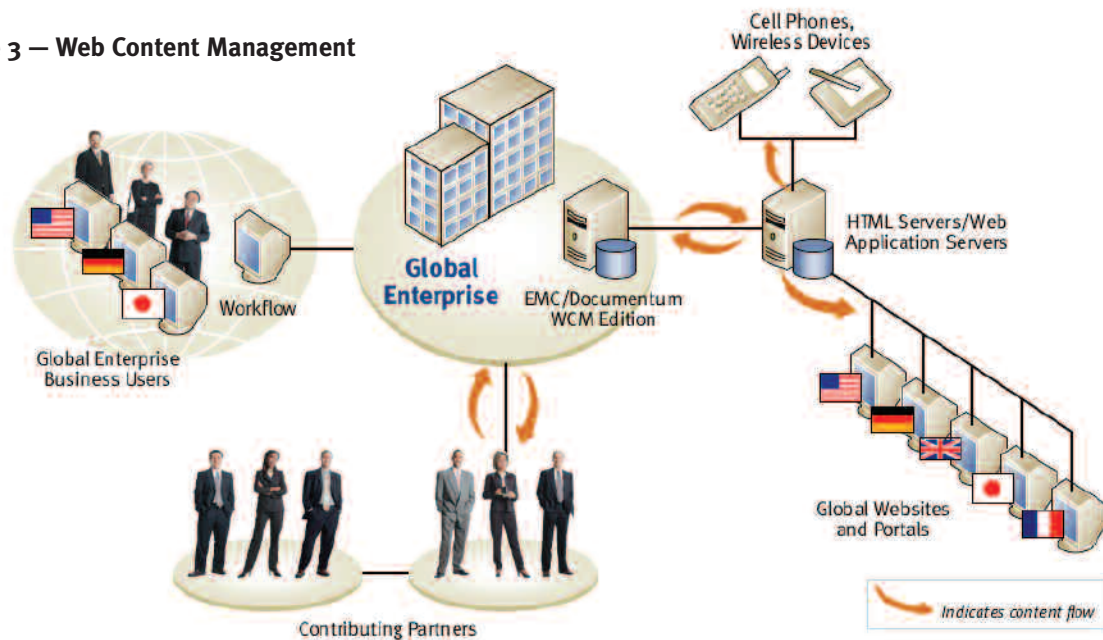 3 — Web Content Management
Cell Phones,
Wireless Devices
HTML Servers/Web
Application Servers
Global
Enterprise
EMC/Documentum
WCM Edition
Workflow
Global Enterprise
Business Users
Global Websites
and Portals
Contributing Partners
Indicates content flow